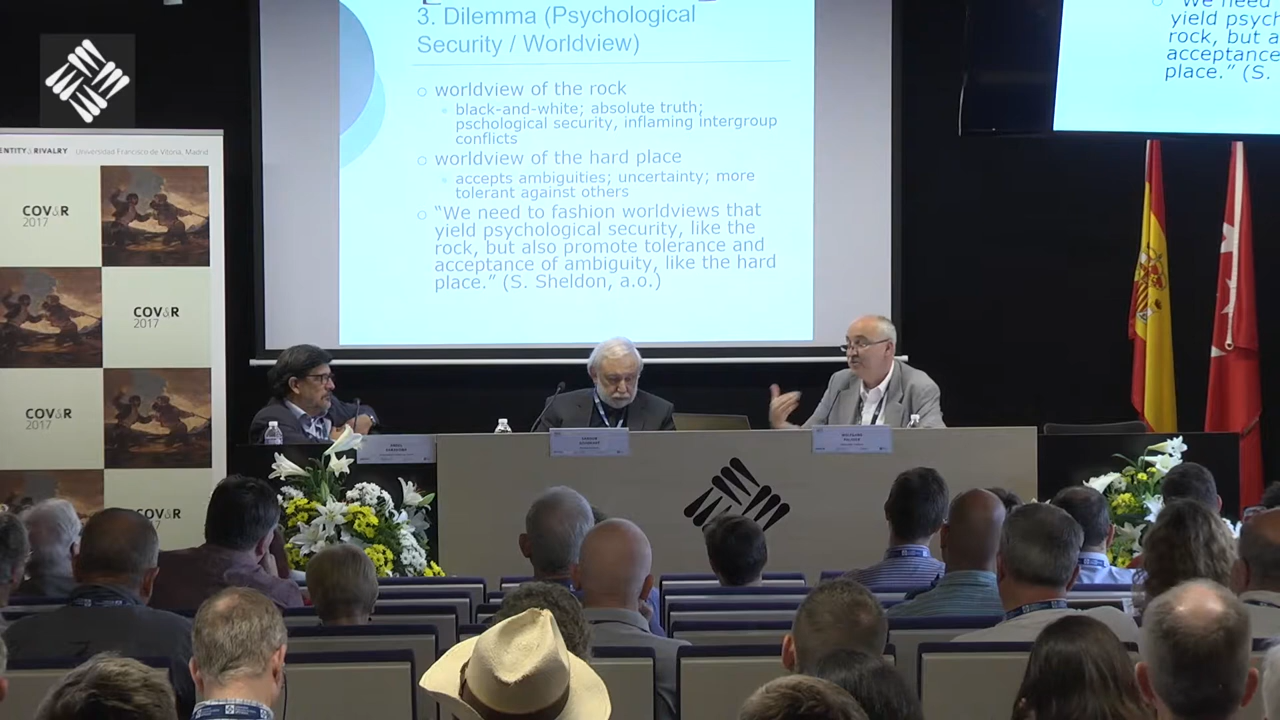 3. Dilemma (Psychological
Security / Worldview)
worldview of the rock
black-and-white; absolute truth;
pschological security, inflaming intergroup
conflicts
worldview of the hard place
accepts ambiguities; uncertainty; more
tolerant against others
“We need to fashion worldviews that
yield psychological security, like the
rock, but also promote tolerance and
acceptance of ambiguity, like the hard
place.” (S. Sheldon, a.o.)
“We need
yield psych
rock, but a
acceptance
place.” (S.
ENTITY & RIVALRY Universidad Francisco de Vitoria, Madrid
COV&R
2017
COV&R
2017
COV&R
2017
COV&R